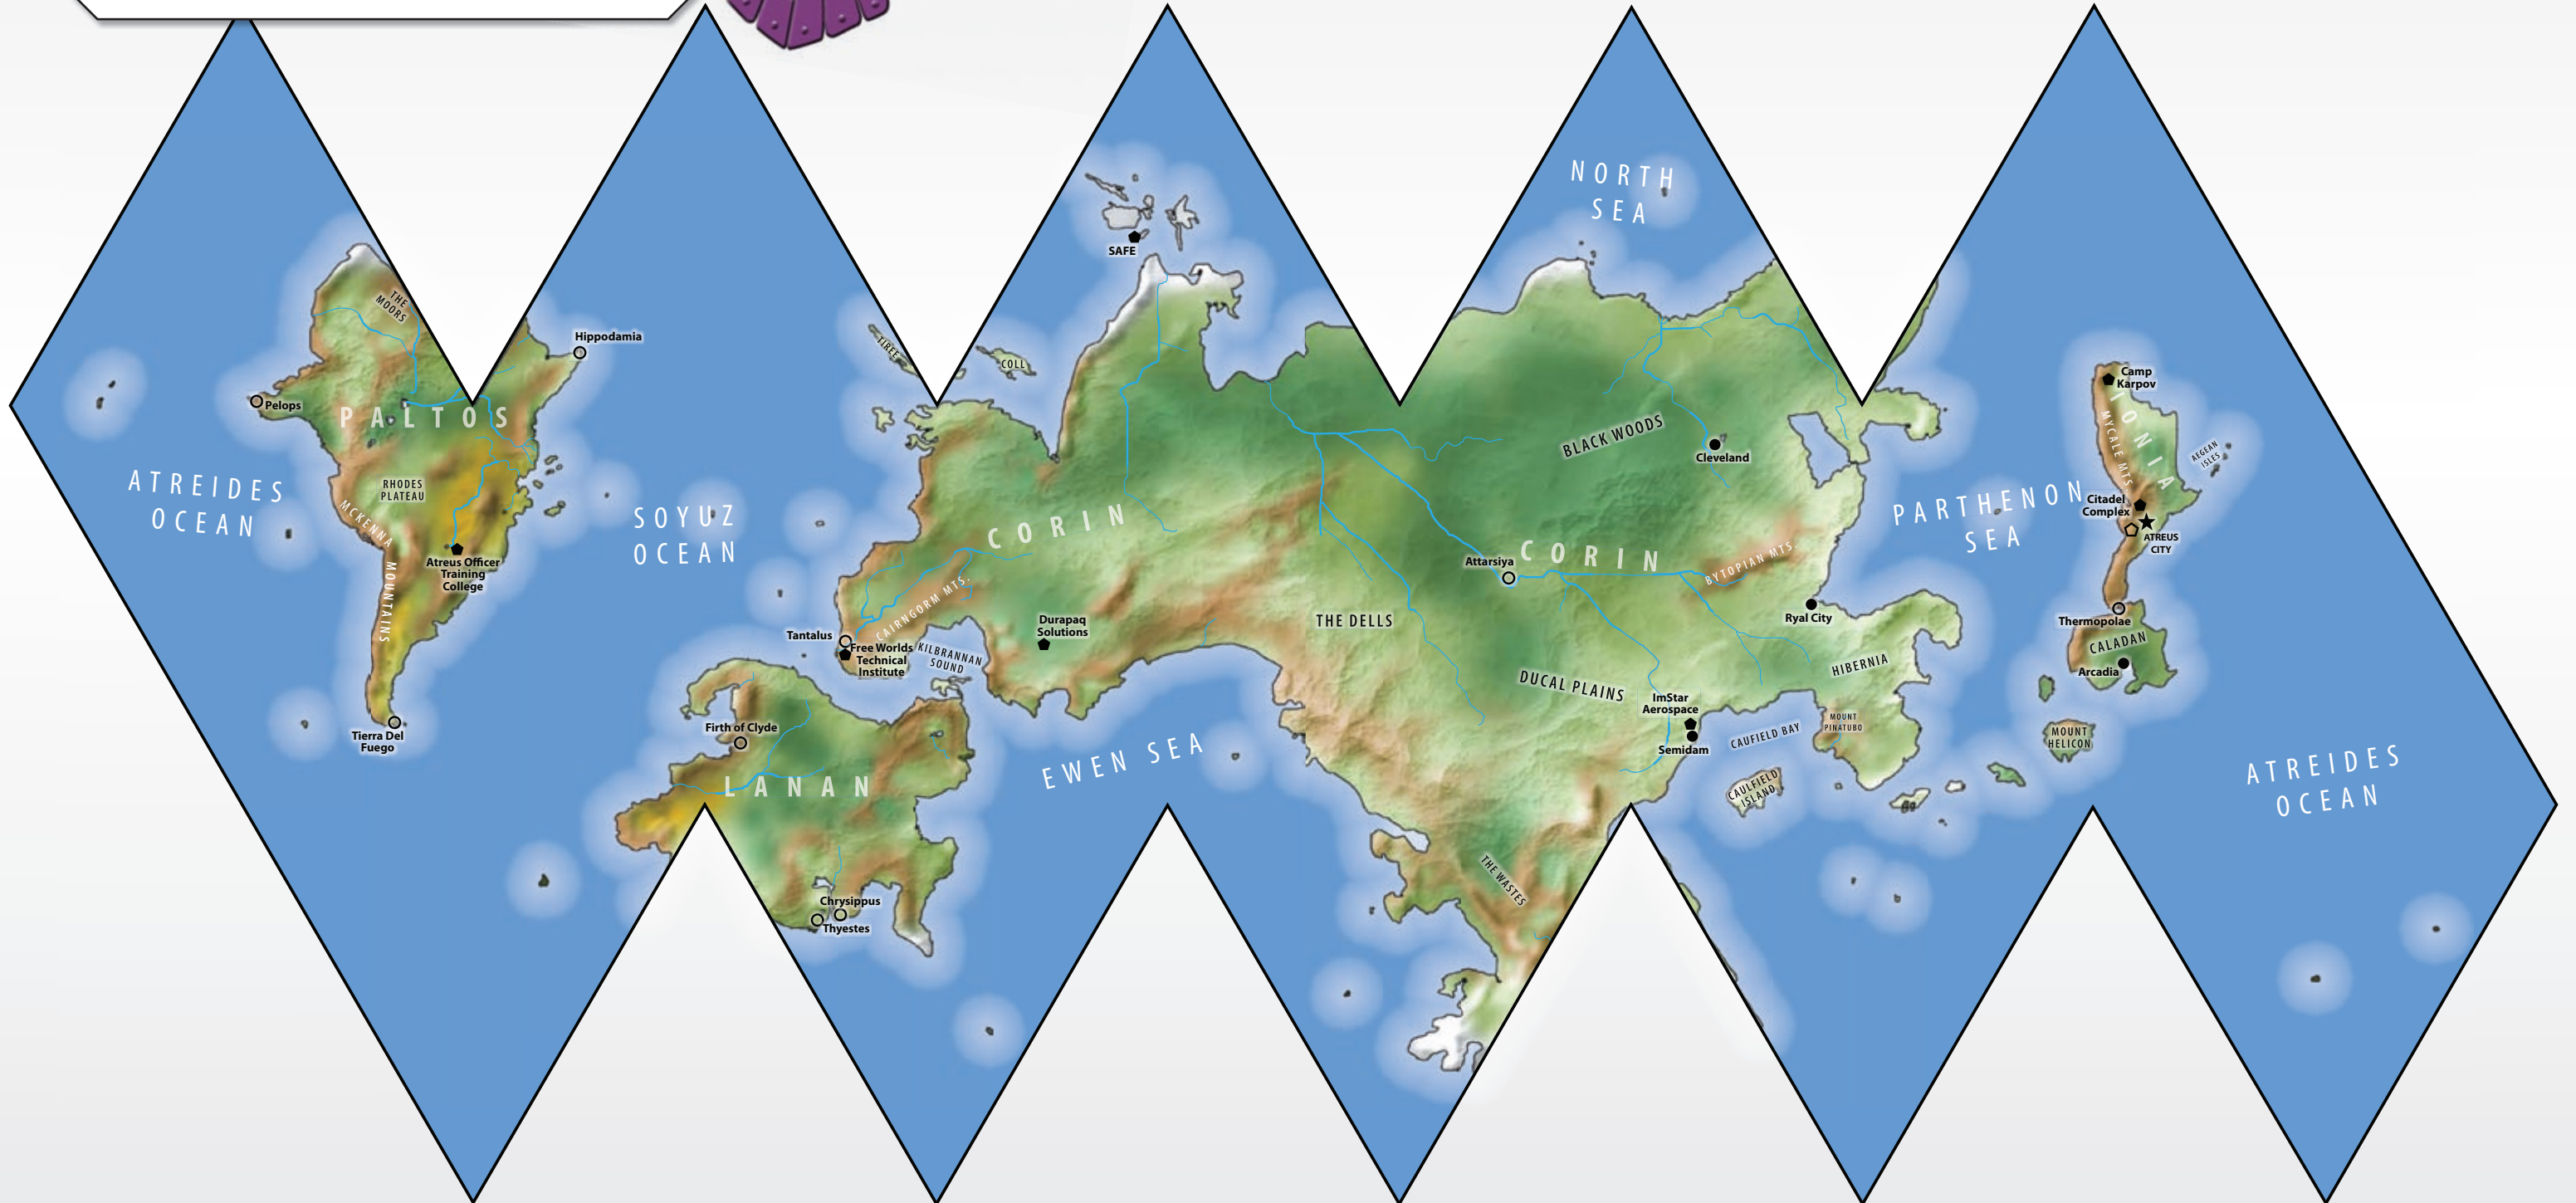 NORTH
SEA
SAFE
THE
MOORS
Hippodamia
TIREE
COLL
Pelops
PALTOS
Camp
Karpov
IONIA
MYCALE MTS.
AEGEAN
ISLES
BLACK WOODS
Cleveland
ATREIDES
OCEAN
RHODES
PLATEAU
MCKENNA
MOUNTAINS
SOYUZ
OCEAN
CORIN
CORIN
PARTHENON
SEA
Citadel
Complex
ATREUS
CITY
Atreus Officer
Training
College
Attarsiya
BYTOPIAN MTS.
CAIRNGORM MTS.
Durapaq
Solutions
THE DELLS
Ryal City
Thermopolae
CALADAN
Arcadia
Tantalus
Free Worlds
Technical
Institute
KILBRANNAN
SOUND
HIBERNIA
DUCAL PLAINS
ImStar
Aerospace
Semidam
CAUFIELD BAY
MOUNT
PINATUBO
MOUNT
HELICON
Tierra Del
Fuego
Firth of Clyde
LANAN
EWEN SEA
CAULFIELD
ISLAND
ATREIDES
OCEAN
THE WASTES
Chrysippus
Thyestes